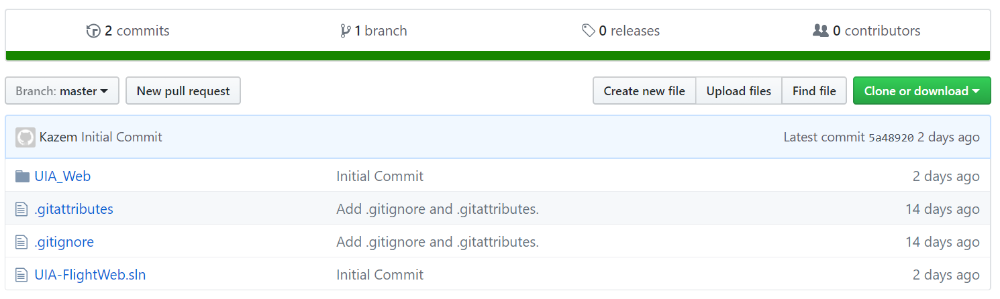 2 commits 1 branch 0 releases 0 contributors
Branch: master New pull request Create new file Upload files Find file Clone or download
Kazem Initial Commit Latest commit 5a48920 2 days ago
UIA_Web Initial Commit 2 days ago
.gitattributes Add .gitignore and .gitattributes. 14 days ago
.gitignore Add .gitignore and .gitattributes. 14 days ago
UIA-FlightWeb.sln Initial Commit 2 days ago